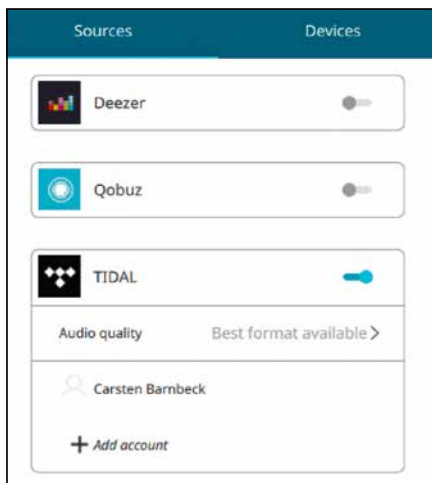 Sources Devices
Deezer
Qobuz
TIDAL
Audio quality Best format available
Carsten Barnbeck
Add account